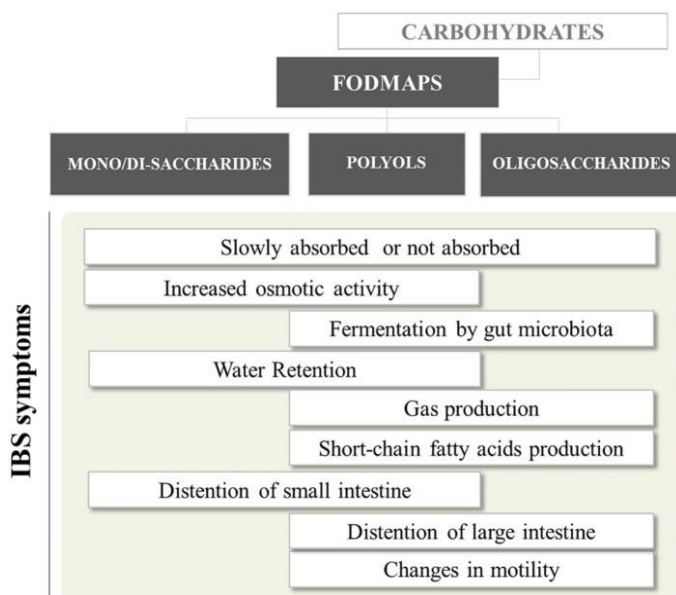 CARBOHYDRATES
FODMAPS
MONO/DI-SACCHARIDES
POLYOLS
OLIGOSACCHARIDES
IBS symptoms
Slowly absorbed or not absorbed
Increased osmotic activity
Fermentation by gut microbiota
Water Retention
Gas production
Short-chain fatty acids production
Distention of small intestine
Distention of large intestine
Changes in motility